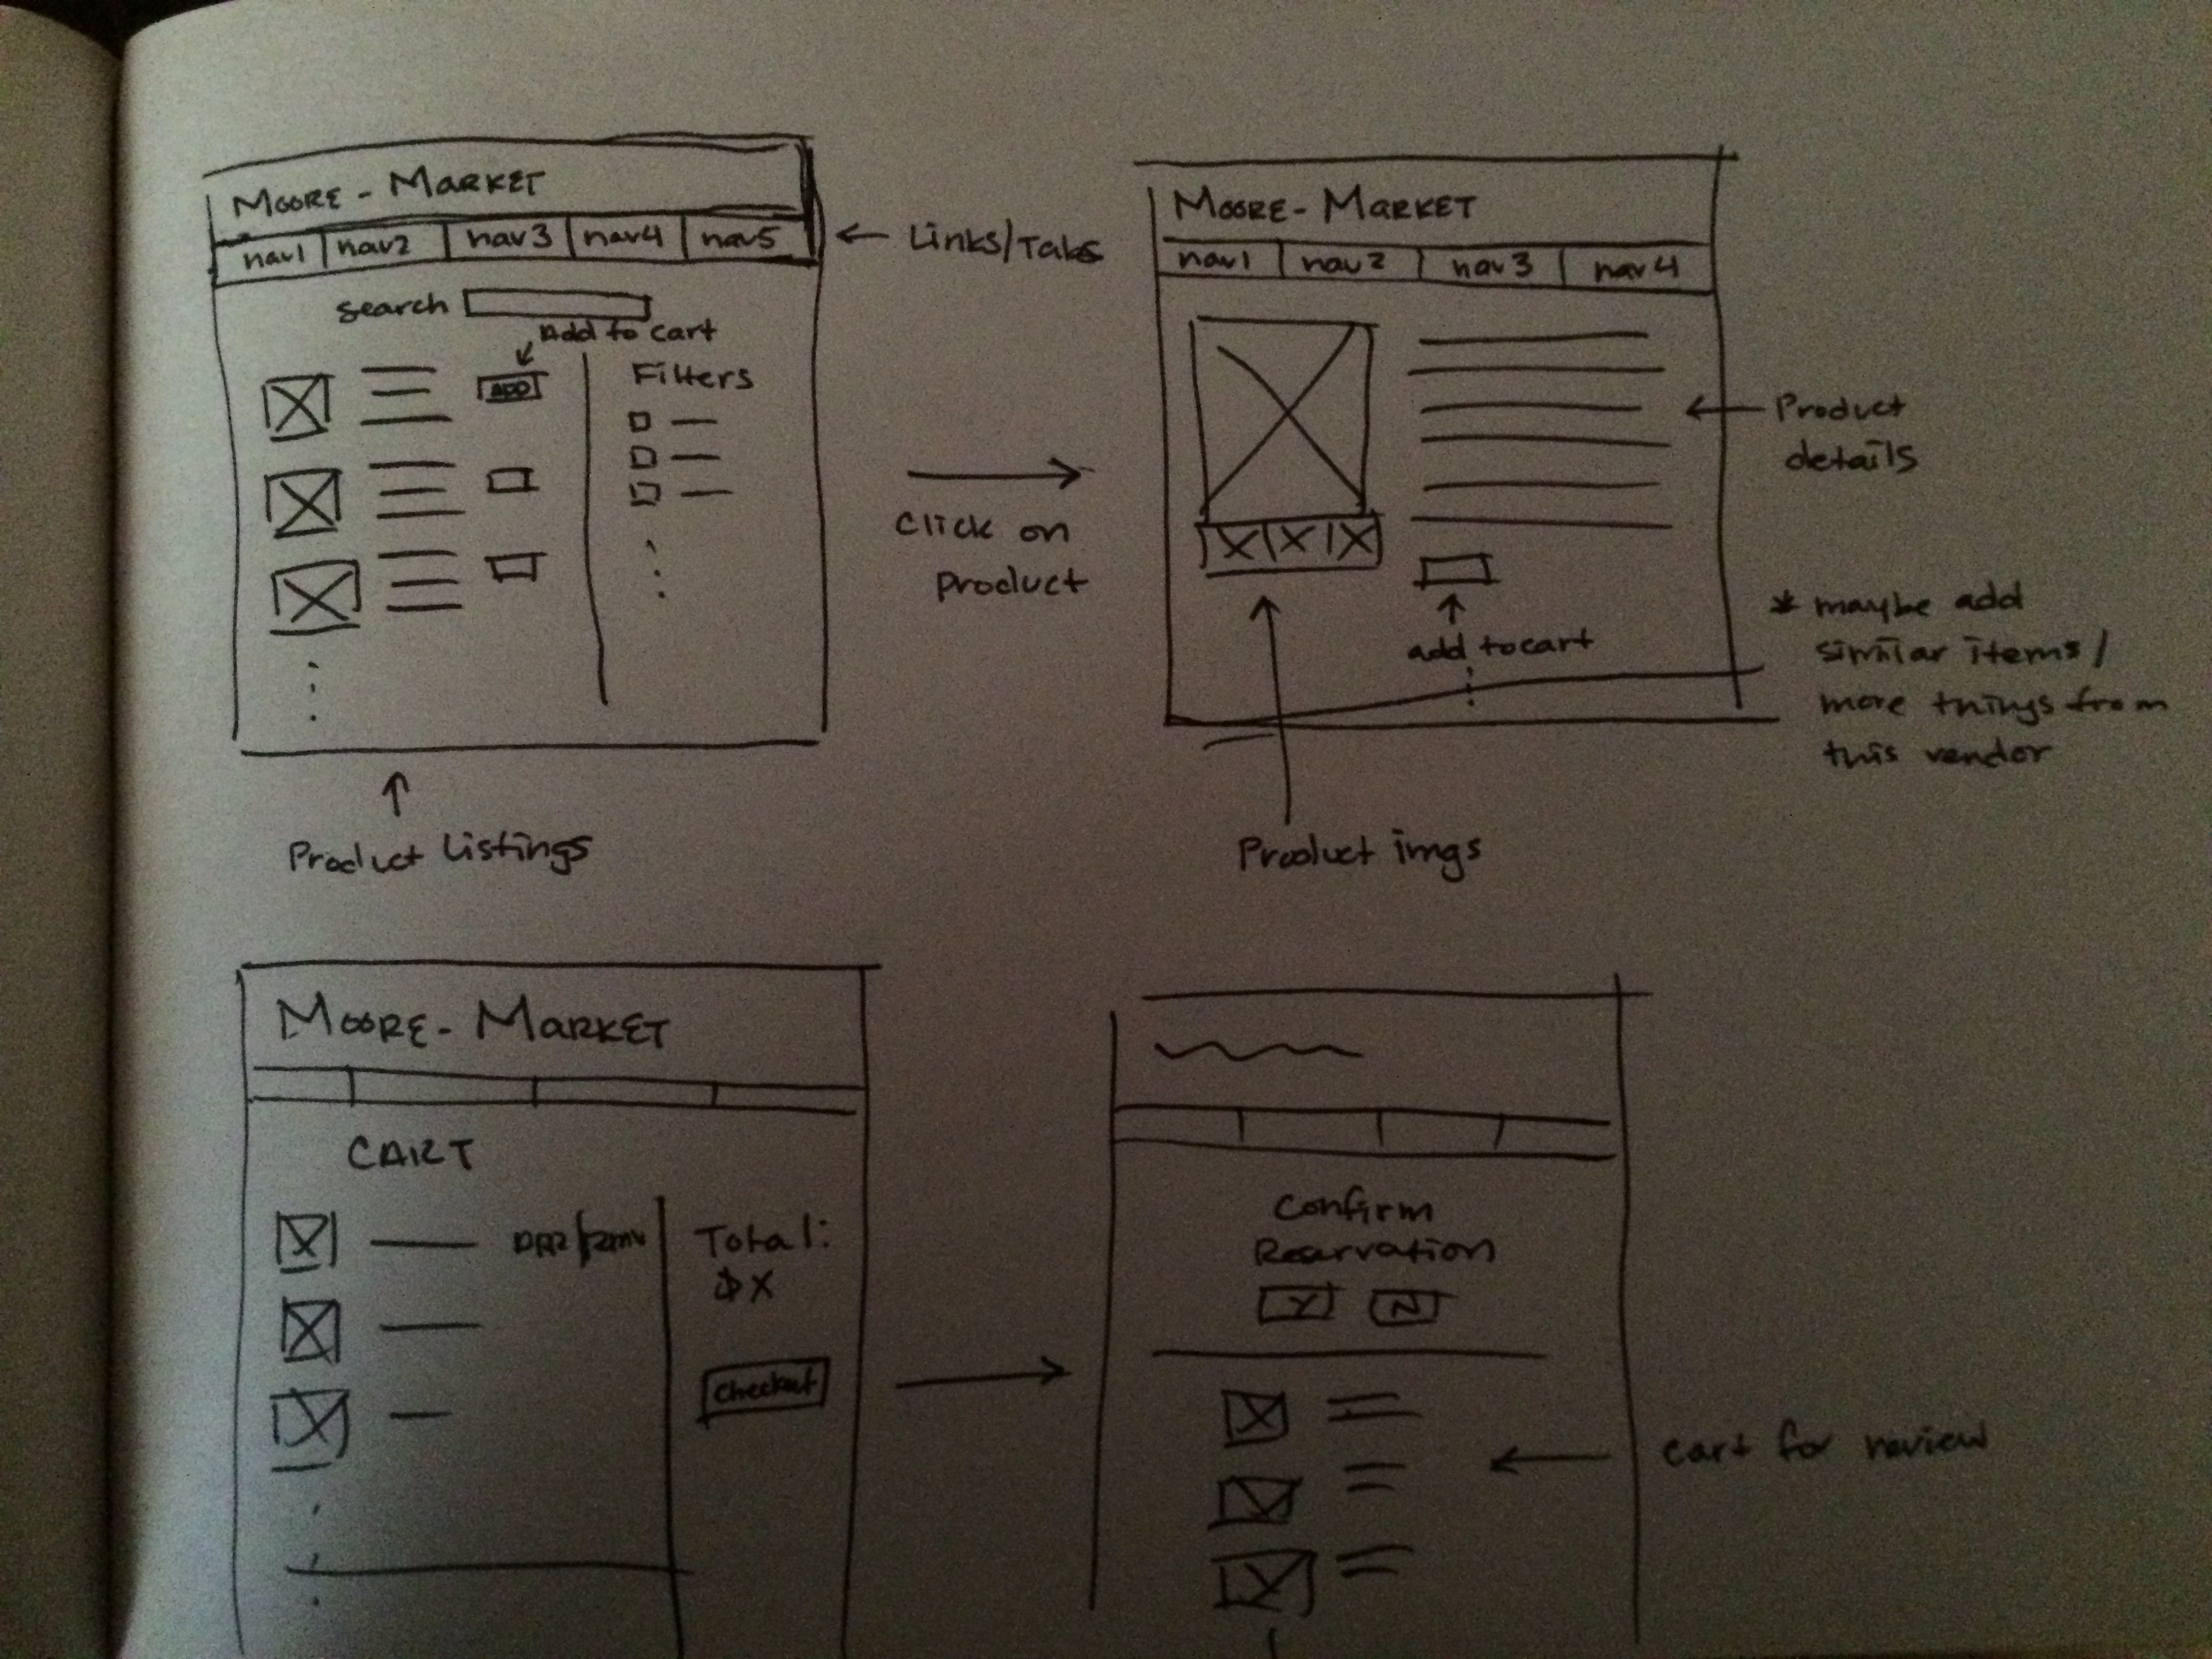 MOORE-MARKET
nav1 nav2 nav3 nav4 nav5
← Links/Tabs
search
add to cart
ADD
Filters
Product listings
click on
product
MOORE-MARKET
nav1 nav2 nav3 nav4
Product
details
add to cart
Product imgs
* maybe add
similar items/
more things from
this vendor
MOORE-MARKET
CART
Total:
$X
checkout
Confirm
Reservation
Y N
cart for review